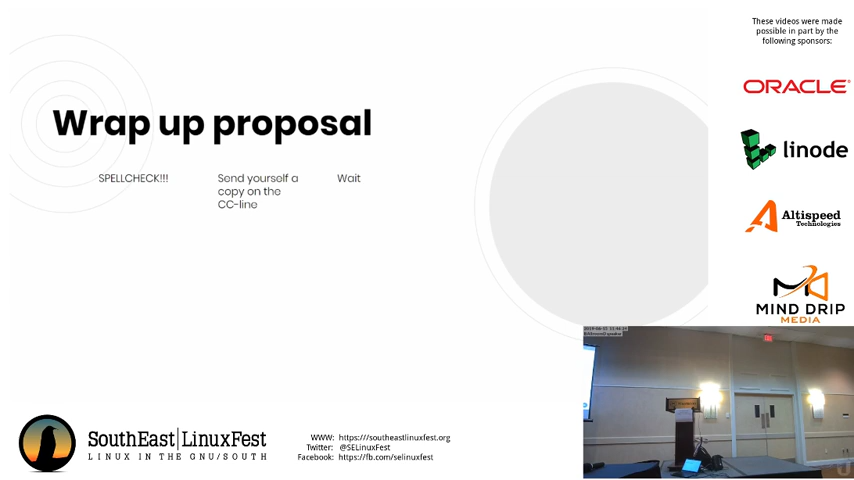 These videos were made
possible in part by the
following sponsors:
ORACLE
linode
Altispeed
Technologies
MIND DRIP
MEDIA
Wrap up proposal
SPELLCHECK!!!
Send yourself a
copy on the
CC-line
Wait
SouthEast|LinuxFest
LINUX IN THE GNU/SOUTH
WWW: https:///southeastlinuxfest.org
Twitter: @SELinuxFest
Facebook: https://fb.com/selinuxfest